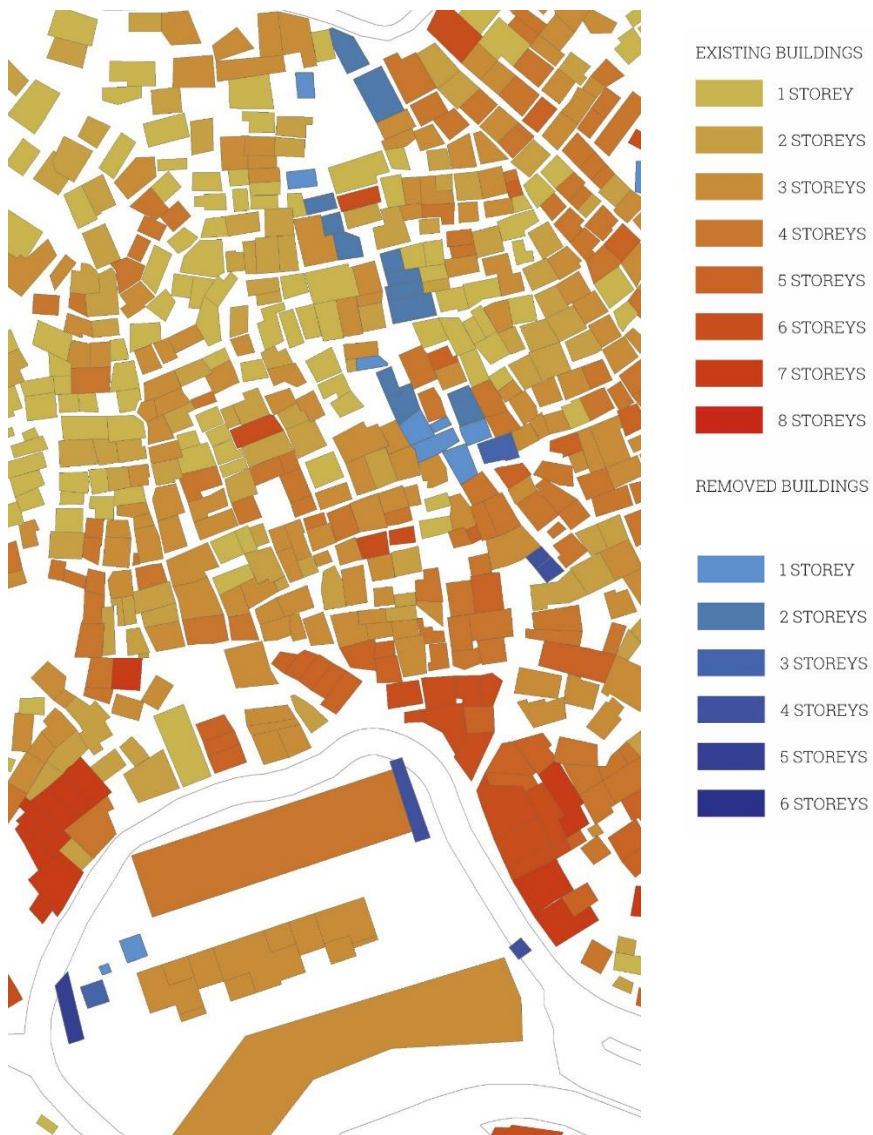 EXISTING BUILDINGS
1 STOREY
2 STOREYS
3 STOREYS
4 STOREYS
5 STOREYS
6 STOREYS
7 STOREYS
8 STOREYS
REMOVED BUILDINGS
1 STOREY
2 STOREYS
3 STOREYS
4 STOREYS
5 STOREYS
6 STOREYS